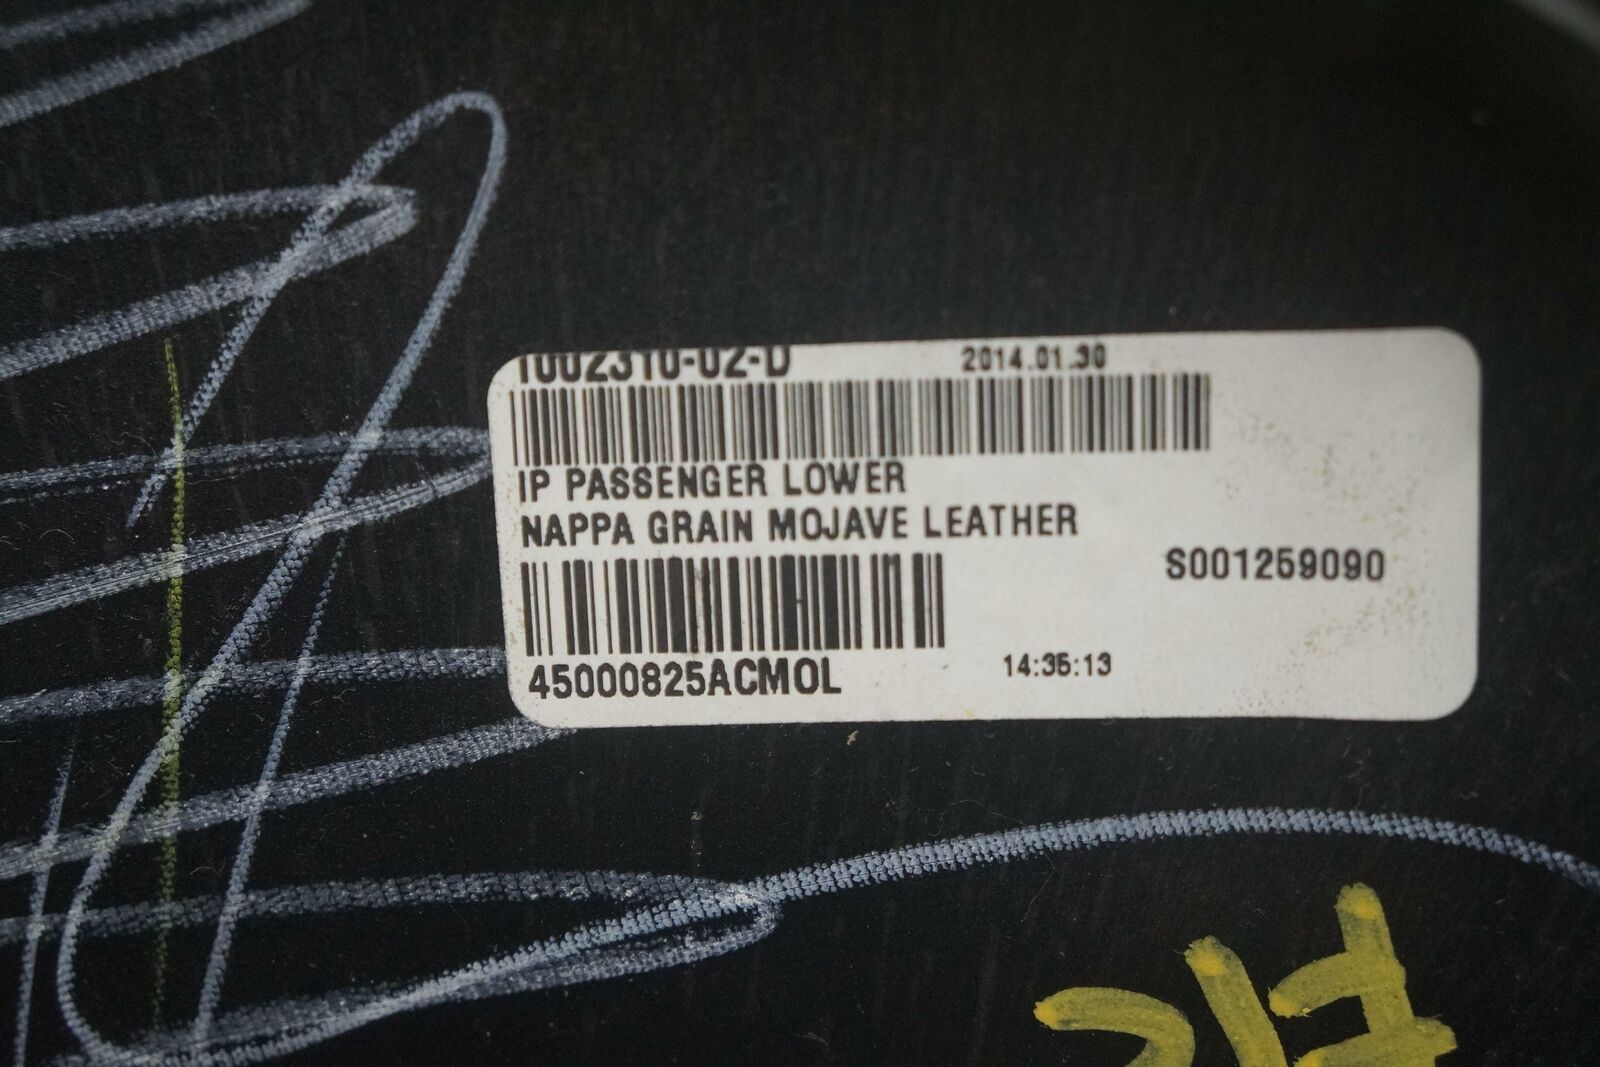 1002310-02-D 2014.01.30
IP PASSENGER LOWER
NAPPA GRAIN MOJAVE LEATHER
S001259090
45000825ACMOL 14:35:13